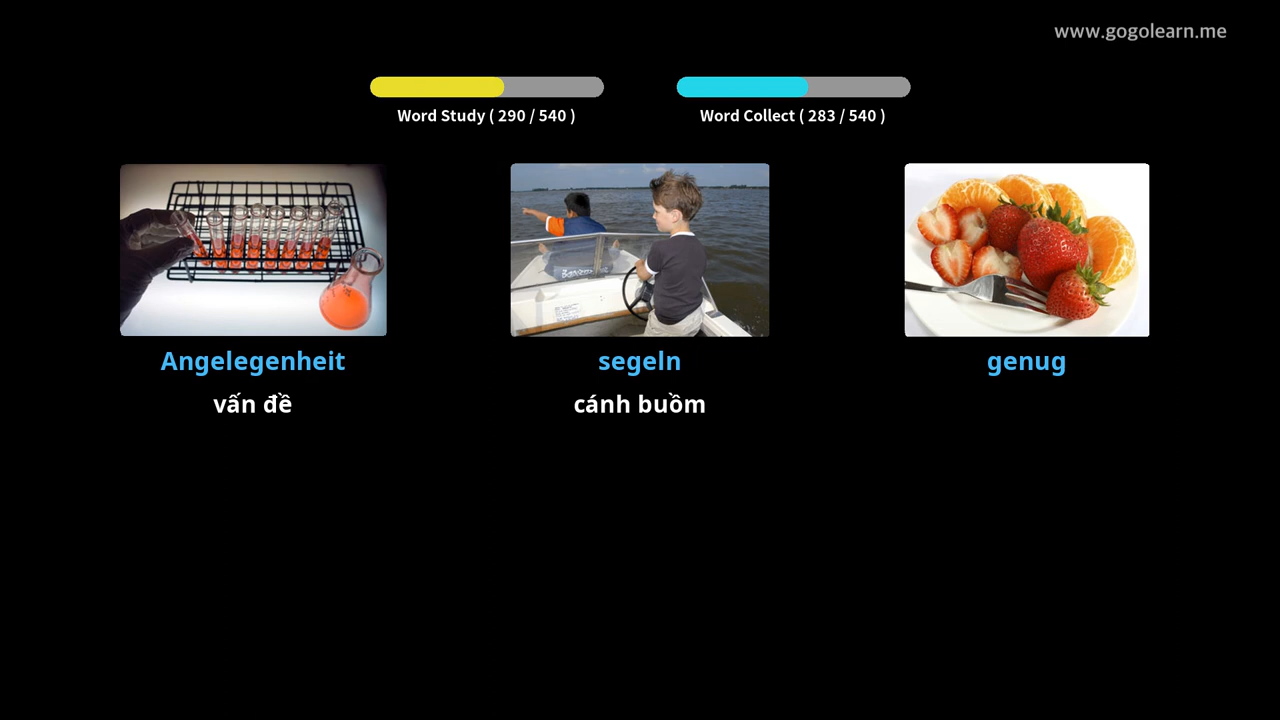 www.gogolearn.me
Word Study ( 290 / 540 )
Word Collect ( 283 / 540 )
Angelegenheit
segeln
genug
vấn đề
cánh buồm